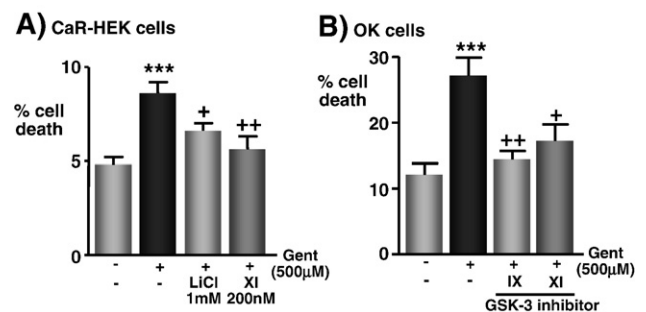 A) CaR-HEK cells
% cell
death
10
5
0
***
+
++
- + + + Gent
(500µM)
- - LiCl XI
1mM 200nM
B) OK cells
% cell
death
30
20
10
0
***
++
+
- + + + Gent
(500µM)
- - IX XI
GSK-3 inhibitor